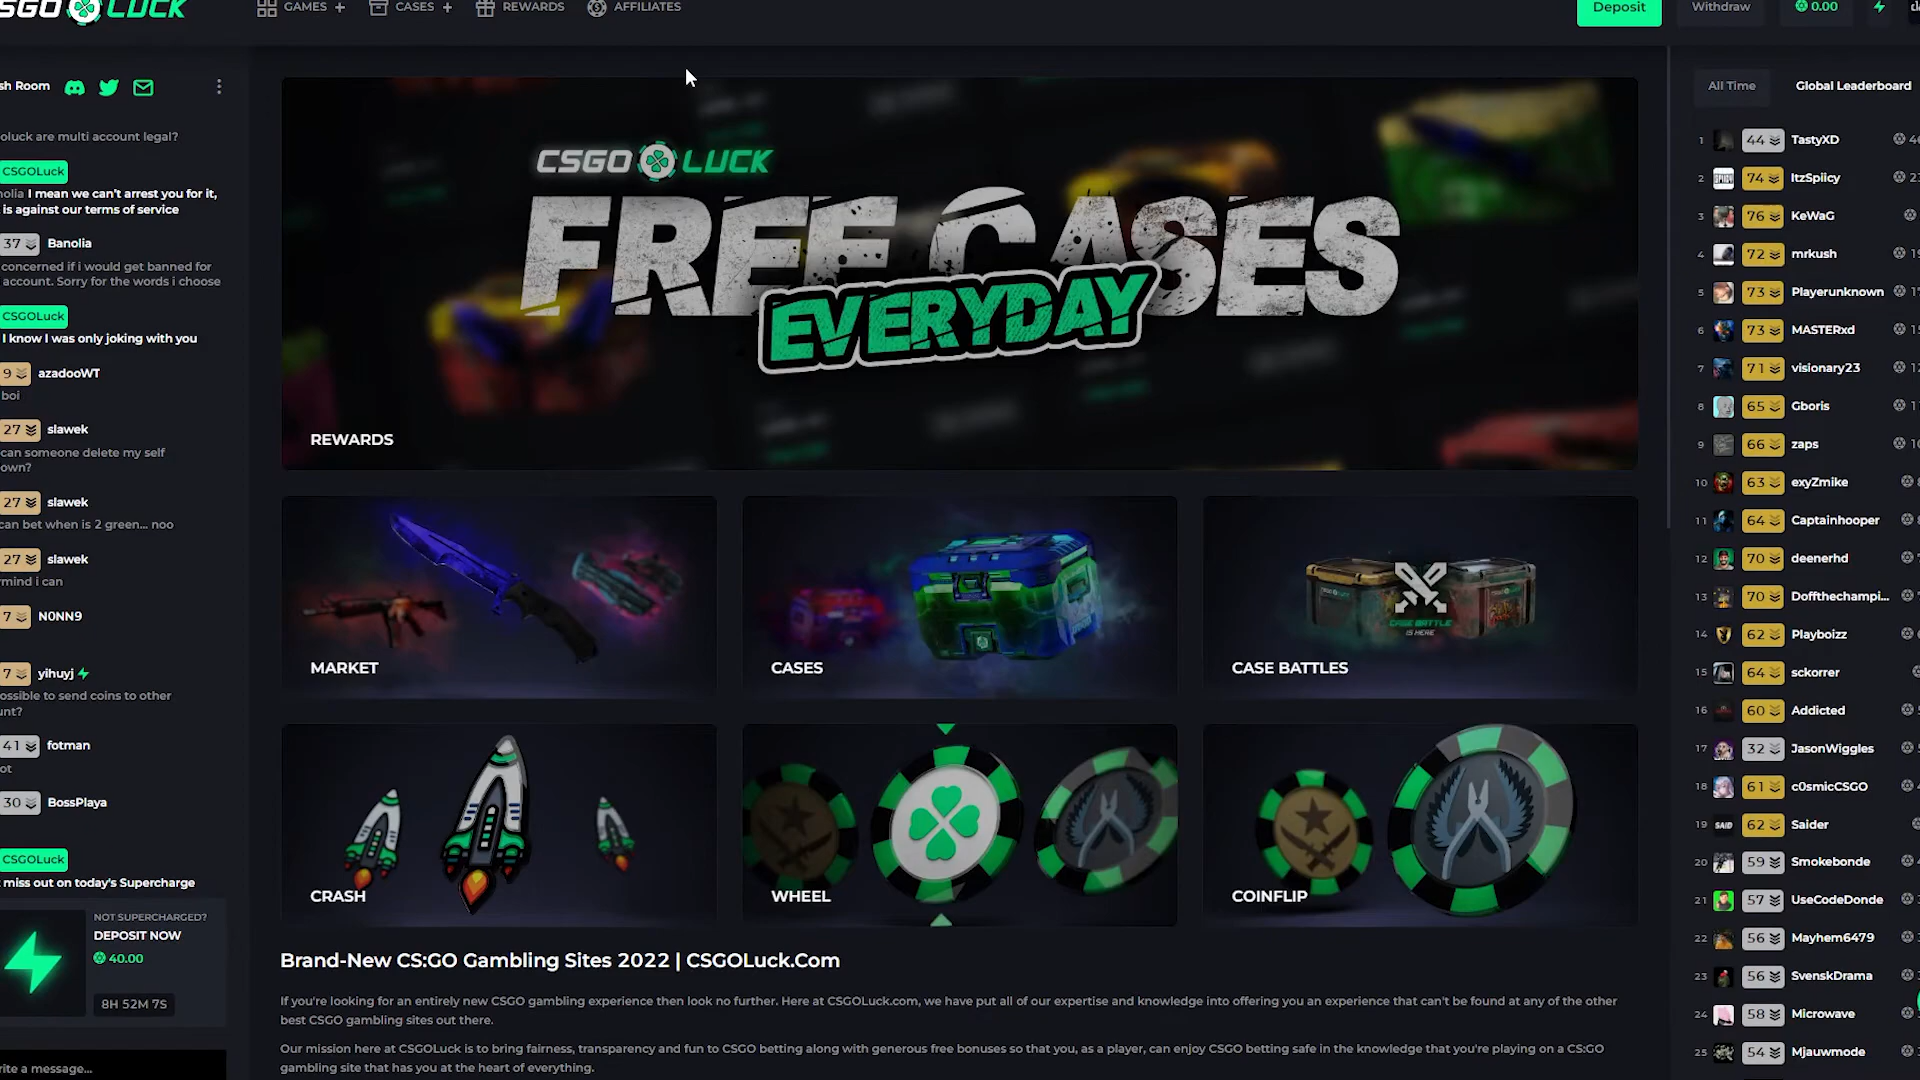 LUCK
GAMES +
CASES +
REWARDS
AFFILIATES
Deposit
Withdraw
0.00
sh Room
oluck are multi account legal?
CSGOLuck
nolia I mean we can't arrest you for it,
is against our terms of service
37 Banolia
concerned if i would get banned for
account. Sorry for the words i choose
CSGOLuck
I know I was only joking with you
9 azadooWT
boi
27 slawek
can someone delete my self
own?
27 slawek
can bet when is 2 green... noo
27 slawek
mind i can
7 N0NN9
7 yihuyj
ossible to send coins to other
unt?
41 fotman
ot
30 BossPlaya
CSGOLuck
miss out on today's Supercharge
NOT SUPERCHARGED?
DEPOSIT NOW
40.00
8H 52M 7S
rite a message...
CSGO LUCK
FREE CASES
EVERYDAY
REWARDS
MARKET
CASES
CASE BATTLE
IS HERE
CASE BATTLES
CRASH
WHEEL
COINFLIP
Brand-New CS:GO Gambling Sites 2022 | CSGOLuck.Com
If you're looking for an entirely new CSGO gambling experience then look no further. Here at CSGOLuck.com, we have put all of our expertise and knowledge into offering you an experience that can't be found at any of the other
best CSGO gambling sites out there.
Our mission here at CSGOLuck is to bring fairness, transparency and fun to CSGO betting along with generous free bonuses so that you, as a player, can enjoy CSGO betting safe in the knowledge that you're playing on a CS:GO
gambling site that has you at the heart of everything.
All Time
Global Leaderboard
1 44 TastyXD
2 74 ItzSpiicy
3 76 KeWaG
4 72 mrkush
5 73 Playerunknown
6 73 MASTERxd
7 71 visionary23
8 65 Gboris
9 66 zaps
10 63 exyZmike
11 64 Captainhooper
12 70 deenerhd
13 70 Doffthechampi...
14 62 Playboizz
15 64 sckorrer
16 60 Addicted
17 32 JasonWiggles
18 61 c0smicCSGO
19 SAID 62 Saider
20 59 Smokebonde
21 57 UseCodeDonde
22 56 Mayhem6479
23 56 SvenskDrama
24 58 Microwave
25 54 Mjauwmode